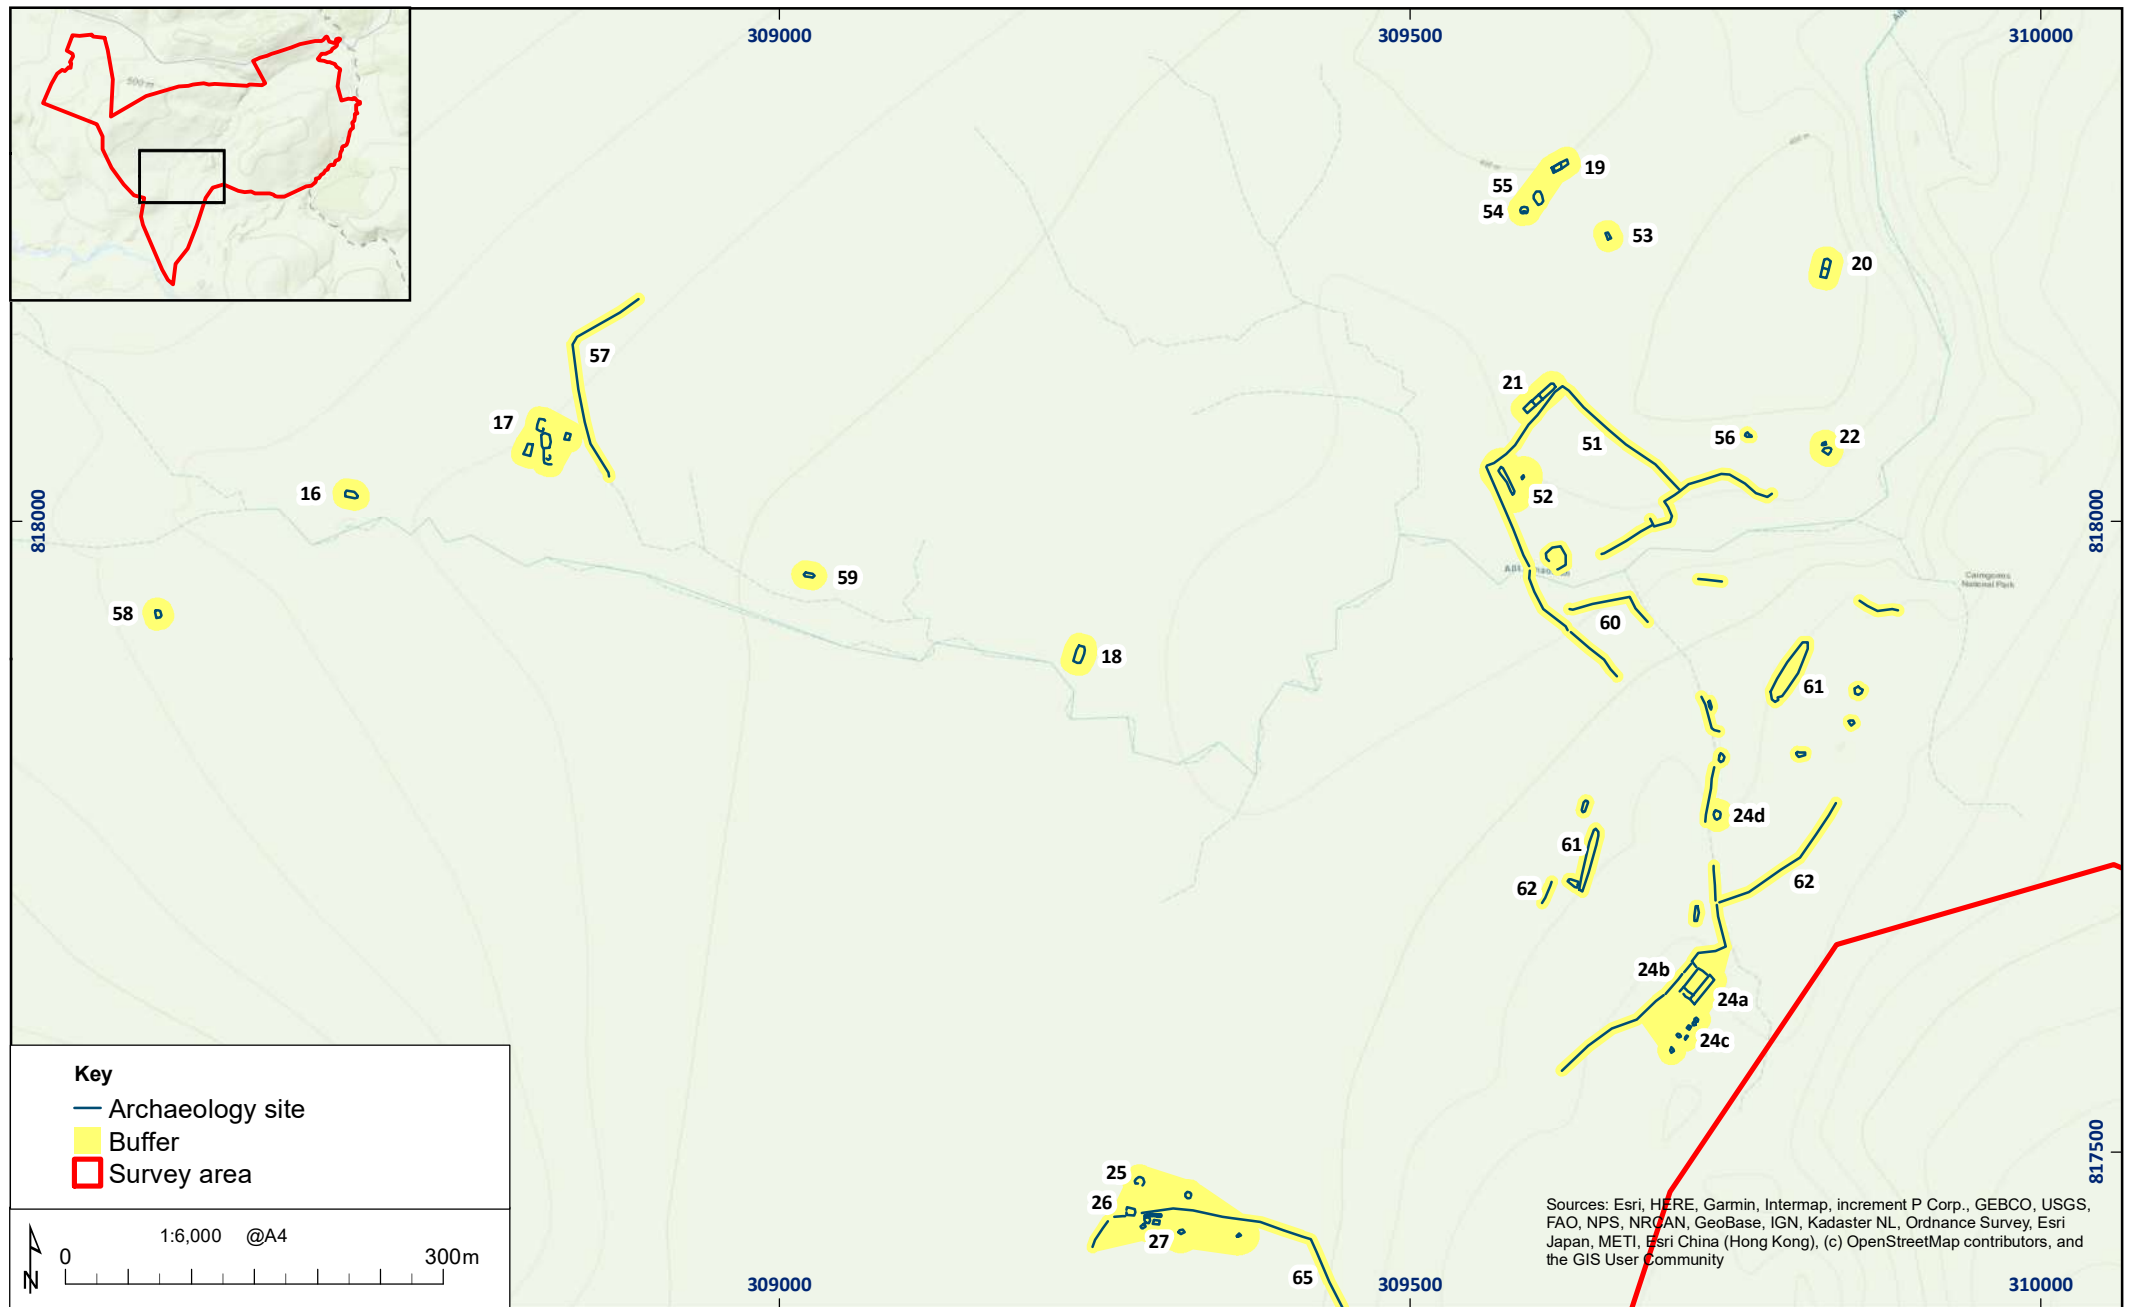 309000
309500
310000
500 m
19
55
54
53
20
57
21
17
51
56
22
16
52
818000
818000
59
Cairngorms
National Park
58
60
18
61
24d
61
62
62
24b
24a
24c
Key
Archaeology site
Buffer
Survey area
817500
25
26
27
65
1:6,000 @A4
0
300m
N
Sources: Esri, HERE, Garmin, Intermap, increment P Corp., GEBCO, USGS,
FAO, NPS, NRCAN, GeoBase, IGN, Kadaster NL, Ordnance Survey, Esri
Japan, METI, Esri China (Hong Kong), (c) OpenStreetMap contributors, and
the GIS User Community
309000
309500
310000